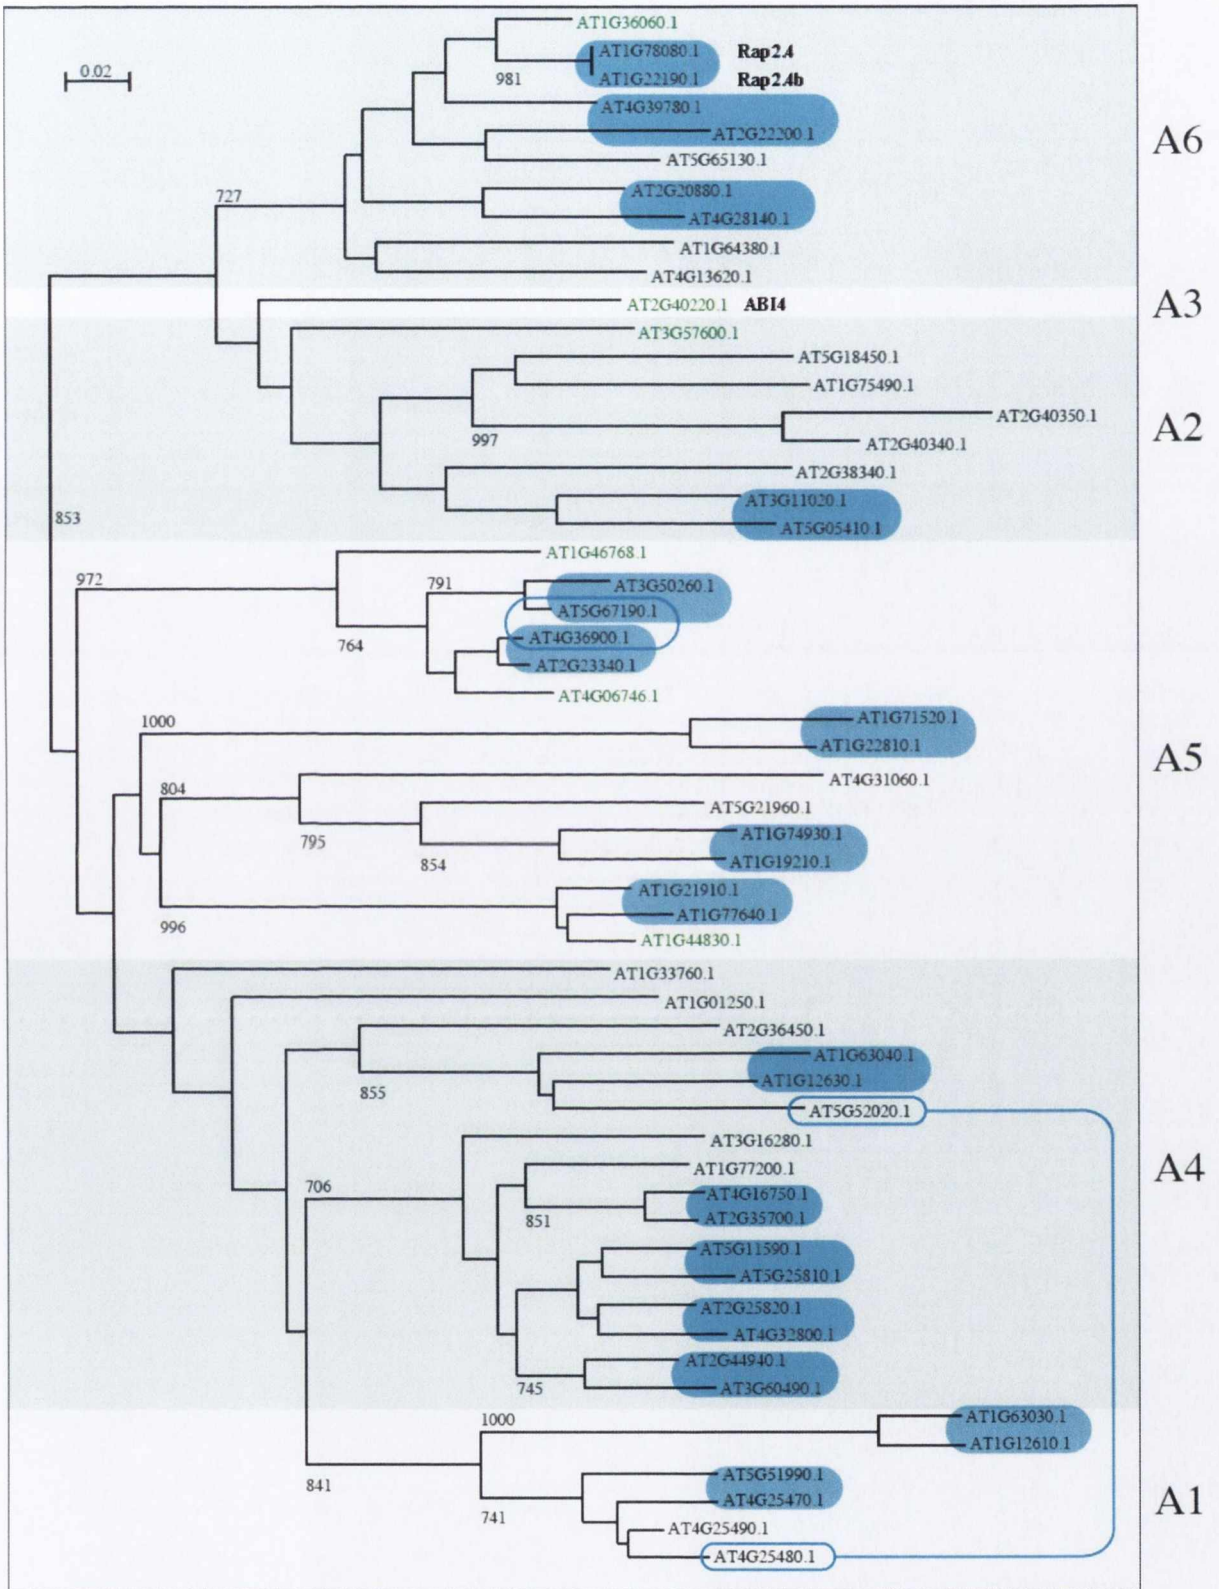 AT1G36060.1
AT1G78080.1 Rap2.4
0.02
981
AT1G22190.1 Rap2.4b
AT4G39780.1
AT2G22200.1
A6
AT5G65130.1
AT2G20880.1
727
AT4G28140.1
AT1G64380.1
AT4G13620.1
AT2G40220.1 ABI4
A3
AT3G57600.1
AT5G18450.1
AT1G75490.1
AT2G40350.1
A2
997
AT2G40340.1
AT2G38340.1
AT3G11020.1
853
AT5G05410.1
AT1G46768.1
972
791
AT3G50260.1
AT5G67190.1
AT4G36900.1
764
AT2G23340.1
AT4G06746.1
1000
AT1G71520.1
AT1G22810.1
A5
AT4G31060.1
804
AT5G21960.1
AT1G74930.1
795
854
AT1G19210.1
AT1G21910.1
AT1G77640.1
996
AT1G44830.1
AT1G33760.1
AT1G01250.1
AT2G36450.1
AT1G63040.1
AT1G12630.1
855
AT5G52020.1
AT3G16280.1
AT1G77200.1
A4
706
AT4G16750.1
851
AT2G35700.1
AT5G11590.1
AT5G25810.1
AT2G25820.1
AT4G32800.1
AT2G44940.1
745
AT3G60490.1
1000
AT1G63030.1
AT1G12610.1
AT5G51990.1
841
AT4G25470.1
A1
741
AT4G25490.1
AT4G25480.1